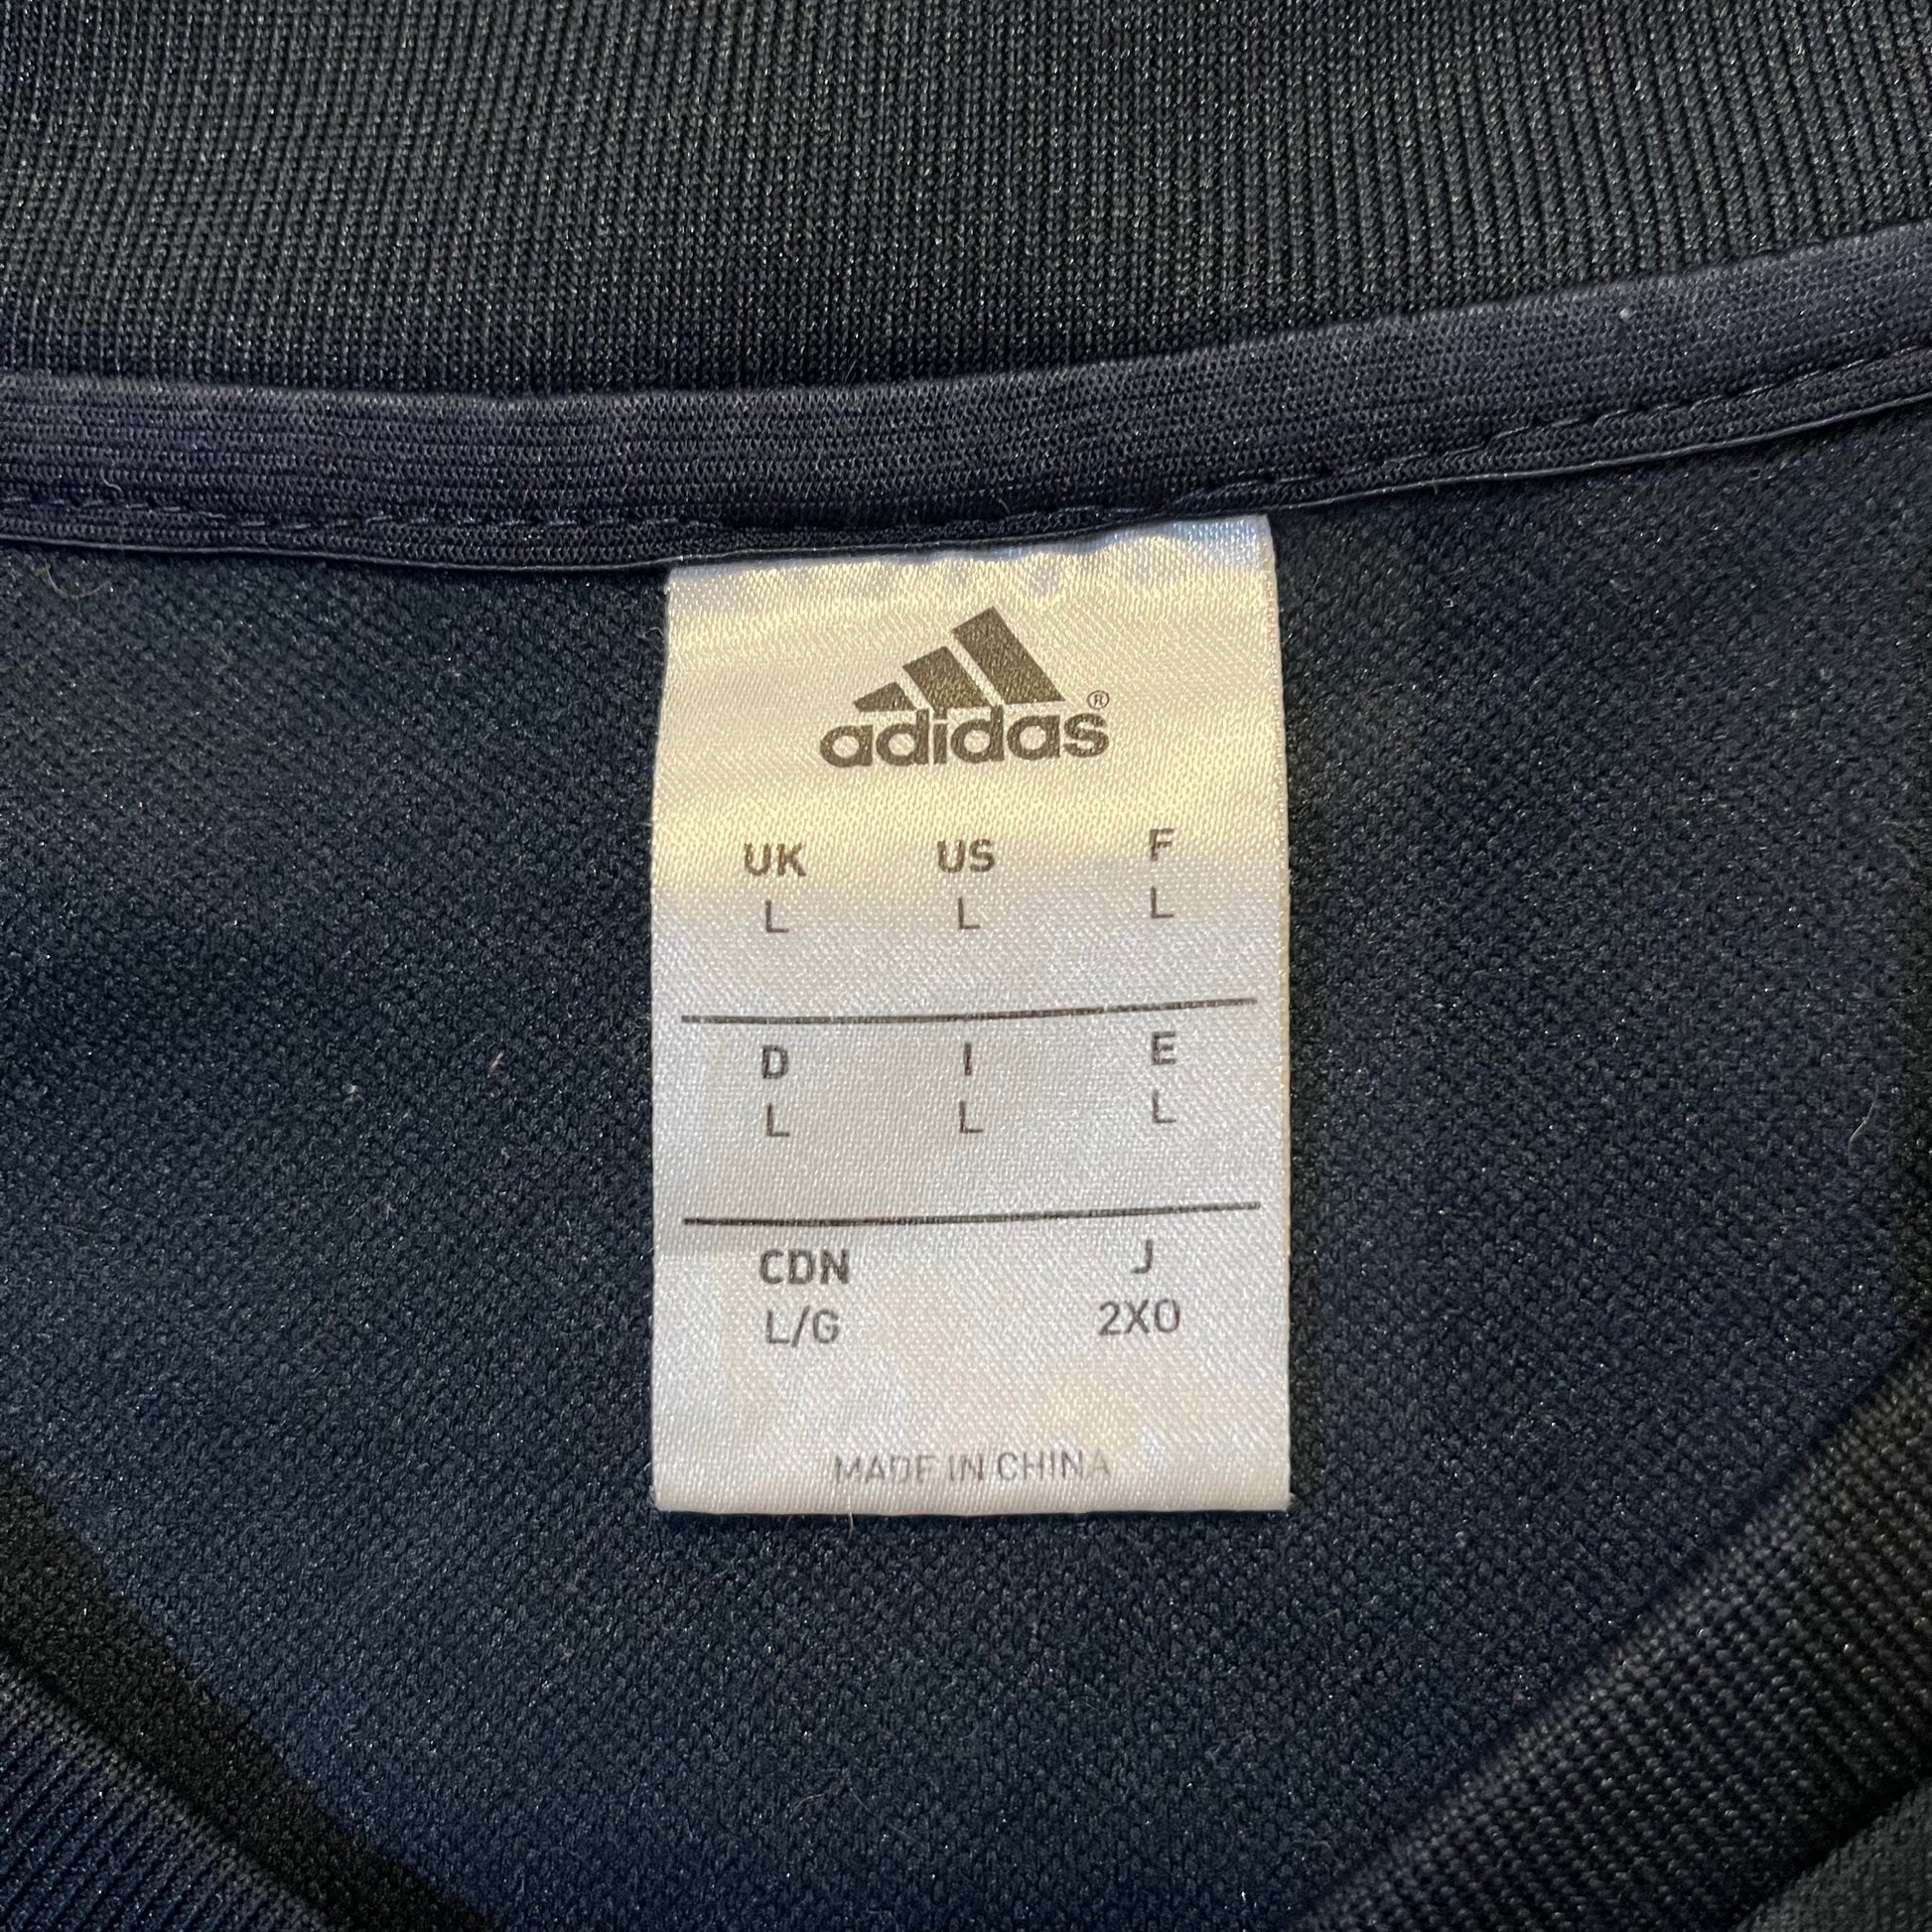 adidas®
UK US F
L L L
D I E
L L L
CDN J
L/G 2XO
MADE IN CHINA